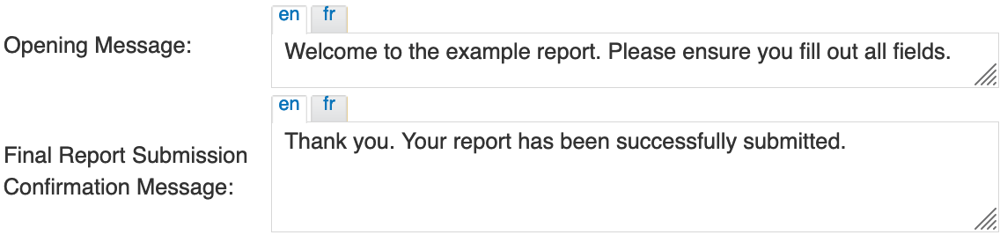 en fr
Opening Message:
Welcome to the example report. Please ensure you fill out all fields.
en fr
Final Report Submission
Confirmation Message:
Thank you. Your report has been successfully submitted.